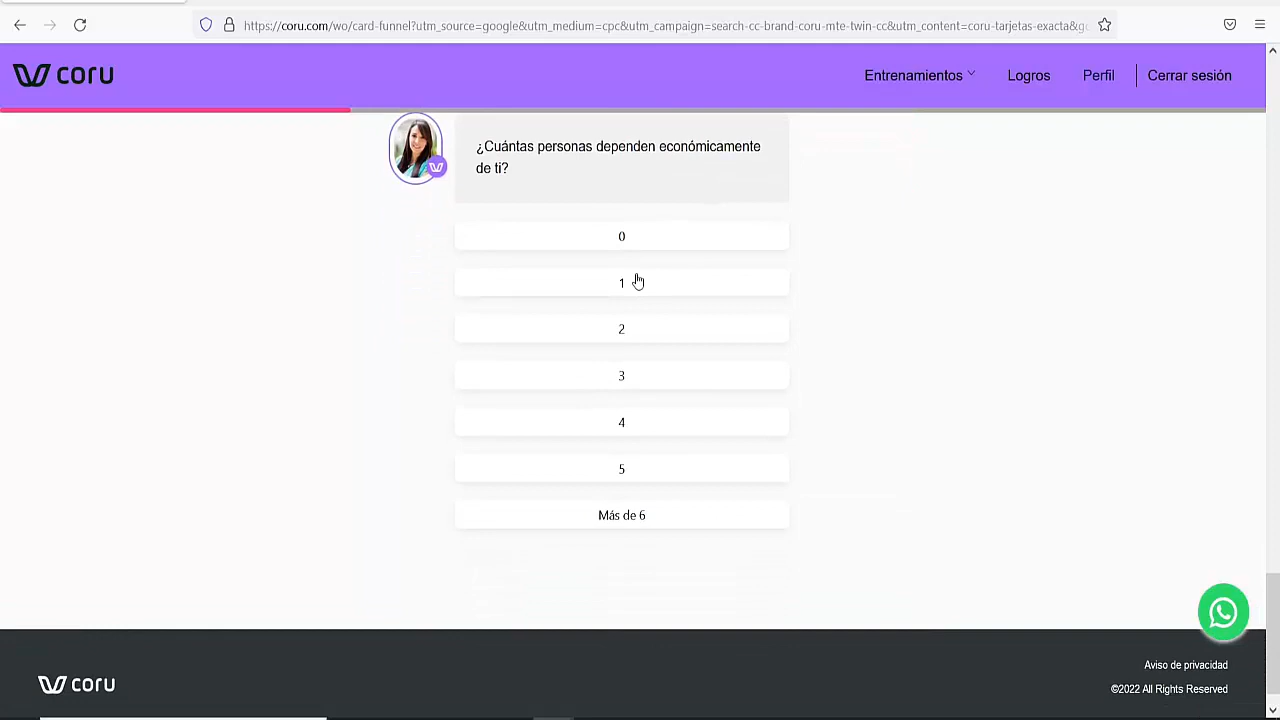 https://coru.com/wo/card-funnel?utm_source=google&utm_medium=cpc&utm_campaign=search-cc-brand-coru-mte-twin-cc&utm_content=coru-tarjetas-exacta&gc
coru
Entrenamientos
Logros
Perfil
Cerrar sesión
¿Cuántas personas dependen económicamente
de ti?
0
1
2
3
4
5
Más de 6
coru
Aviso de privacidad
©2022 All Rights Reserved